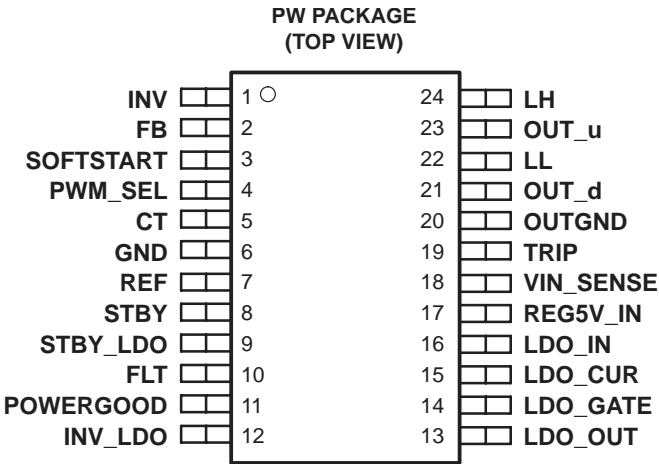 PW PACKAGE
(TOP VIEW)
INV 1 24 LH
FB 2 23 OUT_u
SOFTSTART 3 22 LL
PWM_SEL 4 21 OUT_d
CT 5 20 OUTGND
GND 6 19 TRIP
REF 7 18 VIN_SENSE
STBY 8 17 REG5V_IN
STBY_LDO 9 16 LDO_IN
FLT 10 15 LDO_CUR
POWERGOOD 11 14 LDO_GATE
INV_LDO 12 13 LDO_OUT